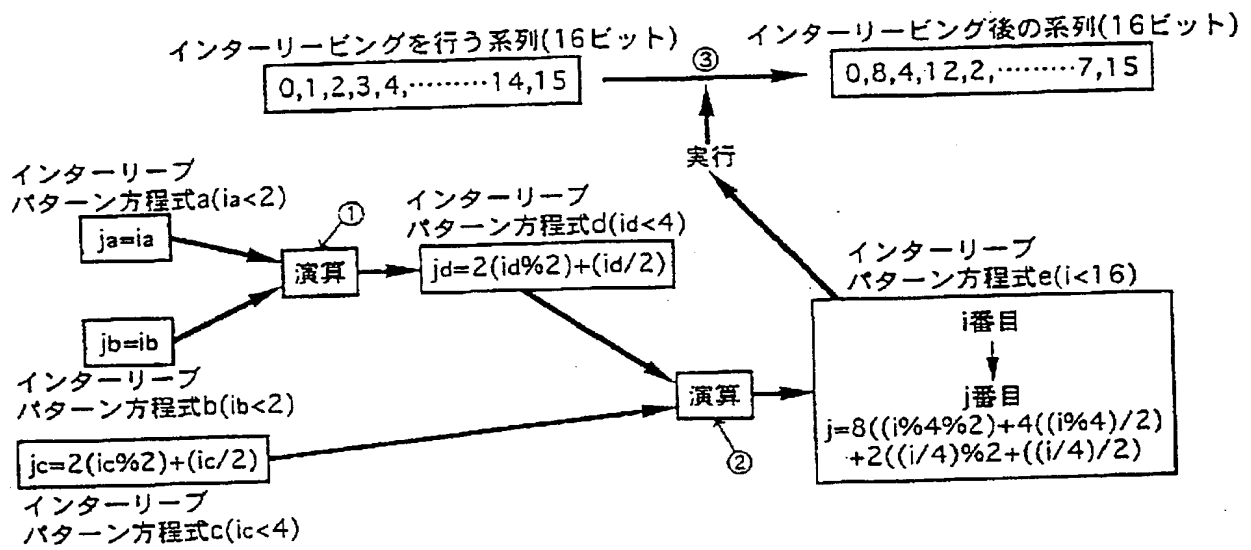 インターリービングを行う系列(16ビット)
0,1,2,3,4,………14,15
③
インターリービング後の系列(16ビット)
0,8,4,12,2,………7,15
実行
インターリーブ
パターン方程式a(ia<2)
ja=ia
①
演算
インターリーブ
パターン方程式d(id<4)
jd=2(id%2)+(id/2)
jb=ib
インターリーブ
パターン方程式b(ib<2)
jc=2(ic%2)+(ic/2)
インターリーブ
パターン方程式c(ic<4)
演算
②
インターリーブ
パターン方程式e(i<16)
i番目
j番目
j=8((i%4%2)+4((i%4)/2)
+2((i/4)%2+((i/4)/2)